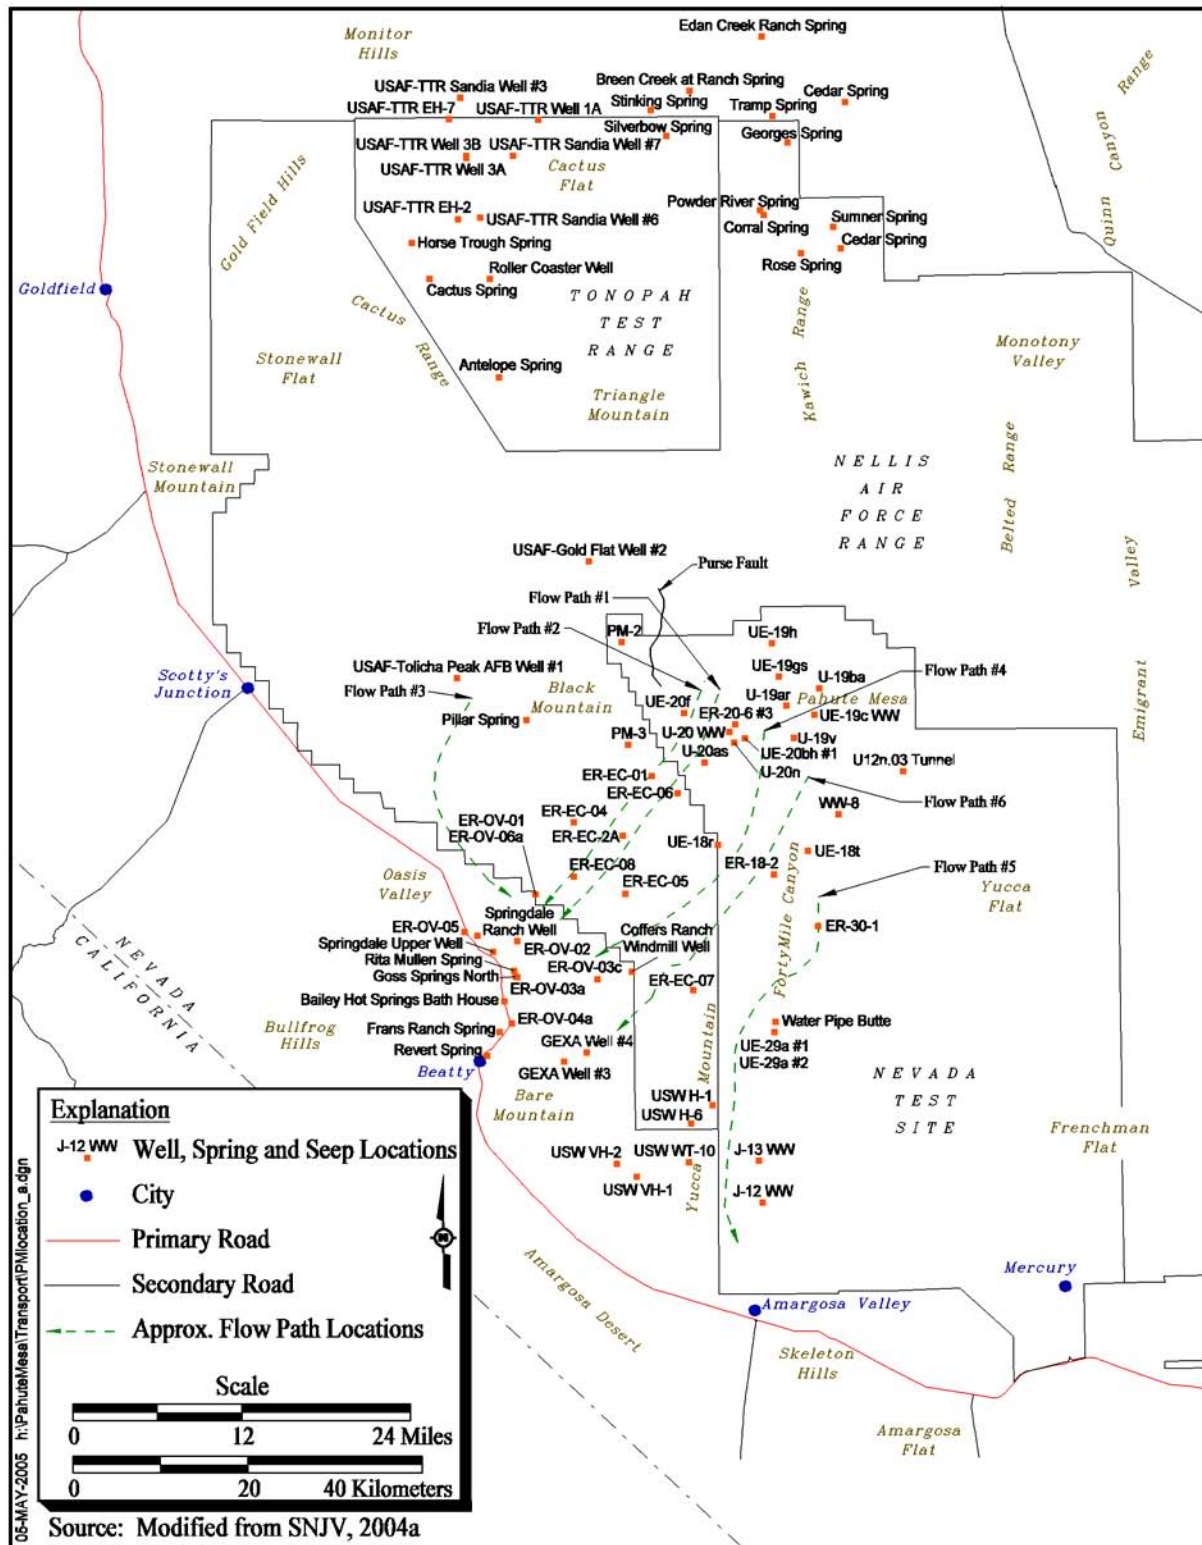 Edan Creek Ranch Spring
Monitor
Hills
Quinn Canyon Range
USAF-TTR Sandia Well #3
Breen Creek at Ranch Spring
Cedar Spring
USAF-TTR EH-7
USAF-TTR Well 1A
Stinking Spring
Tramp Spring
Silverbow Spring
Georges Spring
USAF-TTR Well 3B
USAF-TTR Sandia Well #7
USAF-TTR Well 3A
Cactus
Flat
Gold Field Hills
USAF-TTR EH-2
USAF-TTR Sandia Well #6
Powder River Spring
Corral Spring
Sumner Spring
Horse Trough Spring
Cedar Spring
Rose Spring
Roller Coaster Well
Cactus Spring
Goldfield
TONOPAH
TEST
RANGE
Cactus Range
Kawich Range
Stonewall
Flat
Monotony
Valley
Antelope Spring
Triangle
Mountain
Stonewall
Mountain
NELLIS
AIR
FORCE
RANGE
Belted Range
Emigrant Valley
USAF-Gold Flat Well #2
Purse Fault
Flow Path #1
Flow Path #2
PM-2
UE-19h
USAF-Tolicha Peak AFB Well #1
Scotty's
Junction
Flow Path #3
Black
Mountain
UE-19gs
U-19ba
Flow Path #4
UE-20f
U-19ar
Pahute Mesa
Pillar Spring
ER-20-6 #3
UE-19c WW
PM-3
U-20 WW
U-19v
UE-20bh #1
U-20as
U12n.03 Tunnel
U-20n
ER-EC-01
ER-EC-06
Flow Path #6
WW-8
ER-EC-04
ER-OV-01
ER-OV-06a
ER-EC-2A
UE-18r
UE-18t
ER-EC-08
ER-18-2
Flow Path #5
Oasis
Valley
ER-EC-05
Yucca
Flat
FortyMile Canyon
Springdale
Ranch Well
Coffers Ranch
Windmill Well
ER-30-1
ER-OV-05
ER-OV-02
Springdale Upper Well
Rita Mullen Spring
ER-OV-03c
Goss Springs North
ER-OV-03a
ER-EC-07
NEVADA
CALIFORNIA
Bailey Hot Springs Bath House
Bullfrog
Hills
Frans Ranch Spring
ER-OV-04a
Water Pipe Butte
UE-29a #1
UE-29a #2
GEXA Well #4
Revert Spring
Beatty
GEXA Well #3
NEVADA
TEST
SITE
Bare
Mountain
USW H-1
USW H-6
Yucca Mountain
Frenchman
Flat
USW VH-2
USW WT-10
J-13 WW
USW VH-1
J-12 WW
Amargosa Desert
Mercury
Amargosa Valley
Skeleton
Hills
Amargosa
Flat
Explanation
J-12 WW
Well, Spring and Seep Locations
City
N
Primary Road
Secondary Road
Approx. Flow Path Locations
Scale
0 12 24 Miles
0 20 40 Kilometers
Source: Modified from SNJV, 2004a
05-MAY-2005 h:\PahuteMesa\Transport\PMlocation_a.dgn